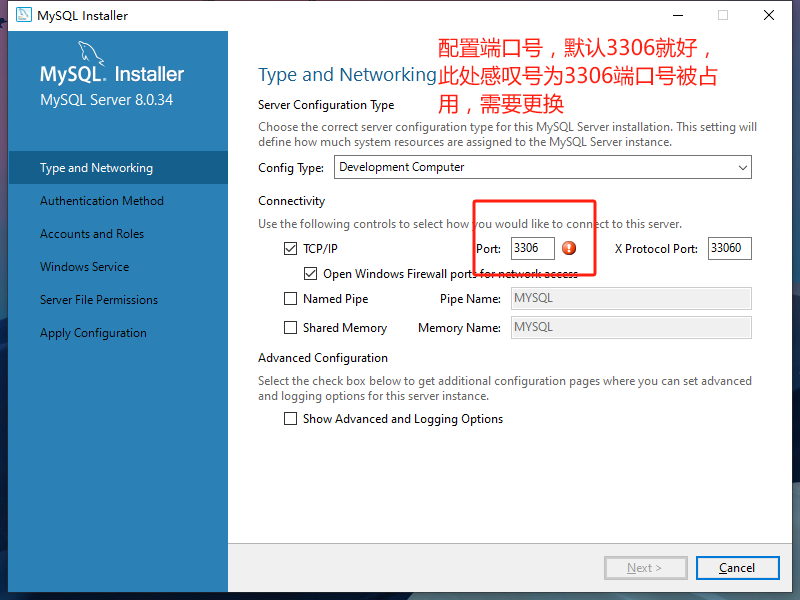 MySQL Installer
MySQL. Installer
MySQL Server 8.0.34
Type and Networking
Authentication Method
Accounts and Roles
Windows Service
Server File Permissions
Apply Configuration
配置端口号，默认3306就好，
此处感叹号为3306端口号被占
用，需要更换
Type and Networking
Server Configuration Type
Choose the correct server configuration type for this MySQL Server installation. This setting will
define how much system resources are assigned to the MySQL Server instance.
Config Type: Development Computer
Connectivity
Use the following controls to select how you would like to connect to this server.
TCP/IP Port: 3306 X Protocol Port: 33060
Open Windows Firewall ports for network access
Named Pipe Pipe Name: MYSQL
Shared Memory Memory Name: MYSQL
Advanced Configuration
Select the check box below to get additional configuration pages where you can set advanced
and logging options for this server instance.
Show Advanced and Logging Options
Next > Cancel